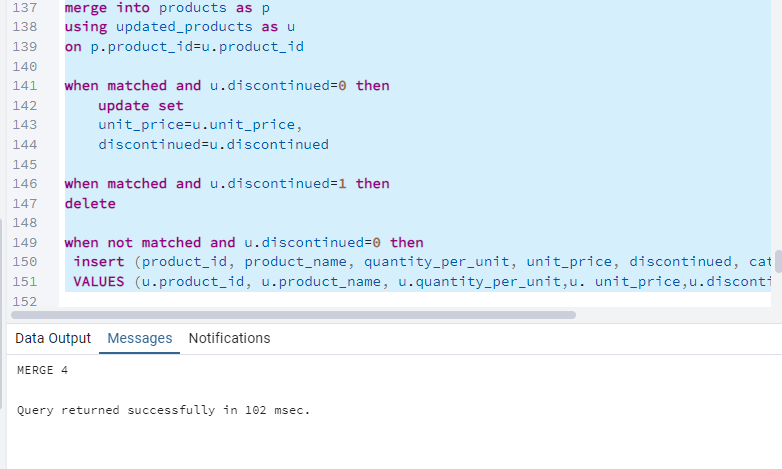 137 merge into products as p
138 using updated_products as u
139 on p.product_id=u.product_id
140
141 when matched and u.discontinued=0 then
142 update set
143 unit_price=u.unit_price,
144 discontinued=u.discontinued
145
146 when matched and u.discontinued=1 then
147 delete
148
149 when not matched and u.discontinued=0 then
150 insert (product_id, product_name, quantity_per_unit, unit_price, discontinued, cat
151 VALUES (u.product_id, u.product_name, u.quantity_per_unit,u. unit_price,u.disconti
152
Data Output Messages Notifications
MERGE 4
Query returned successfully in 102 msec.